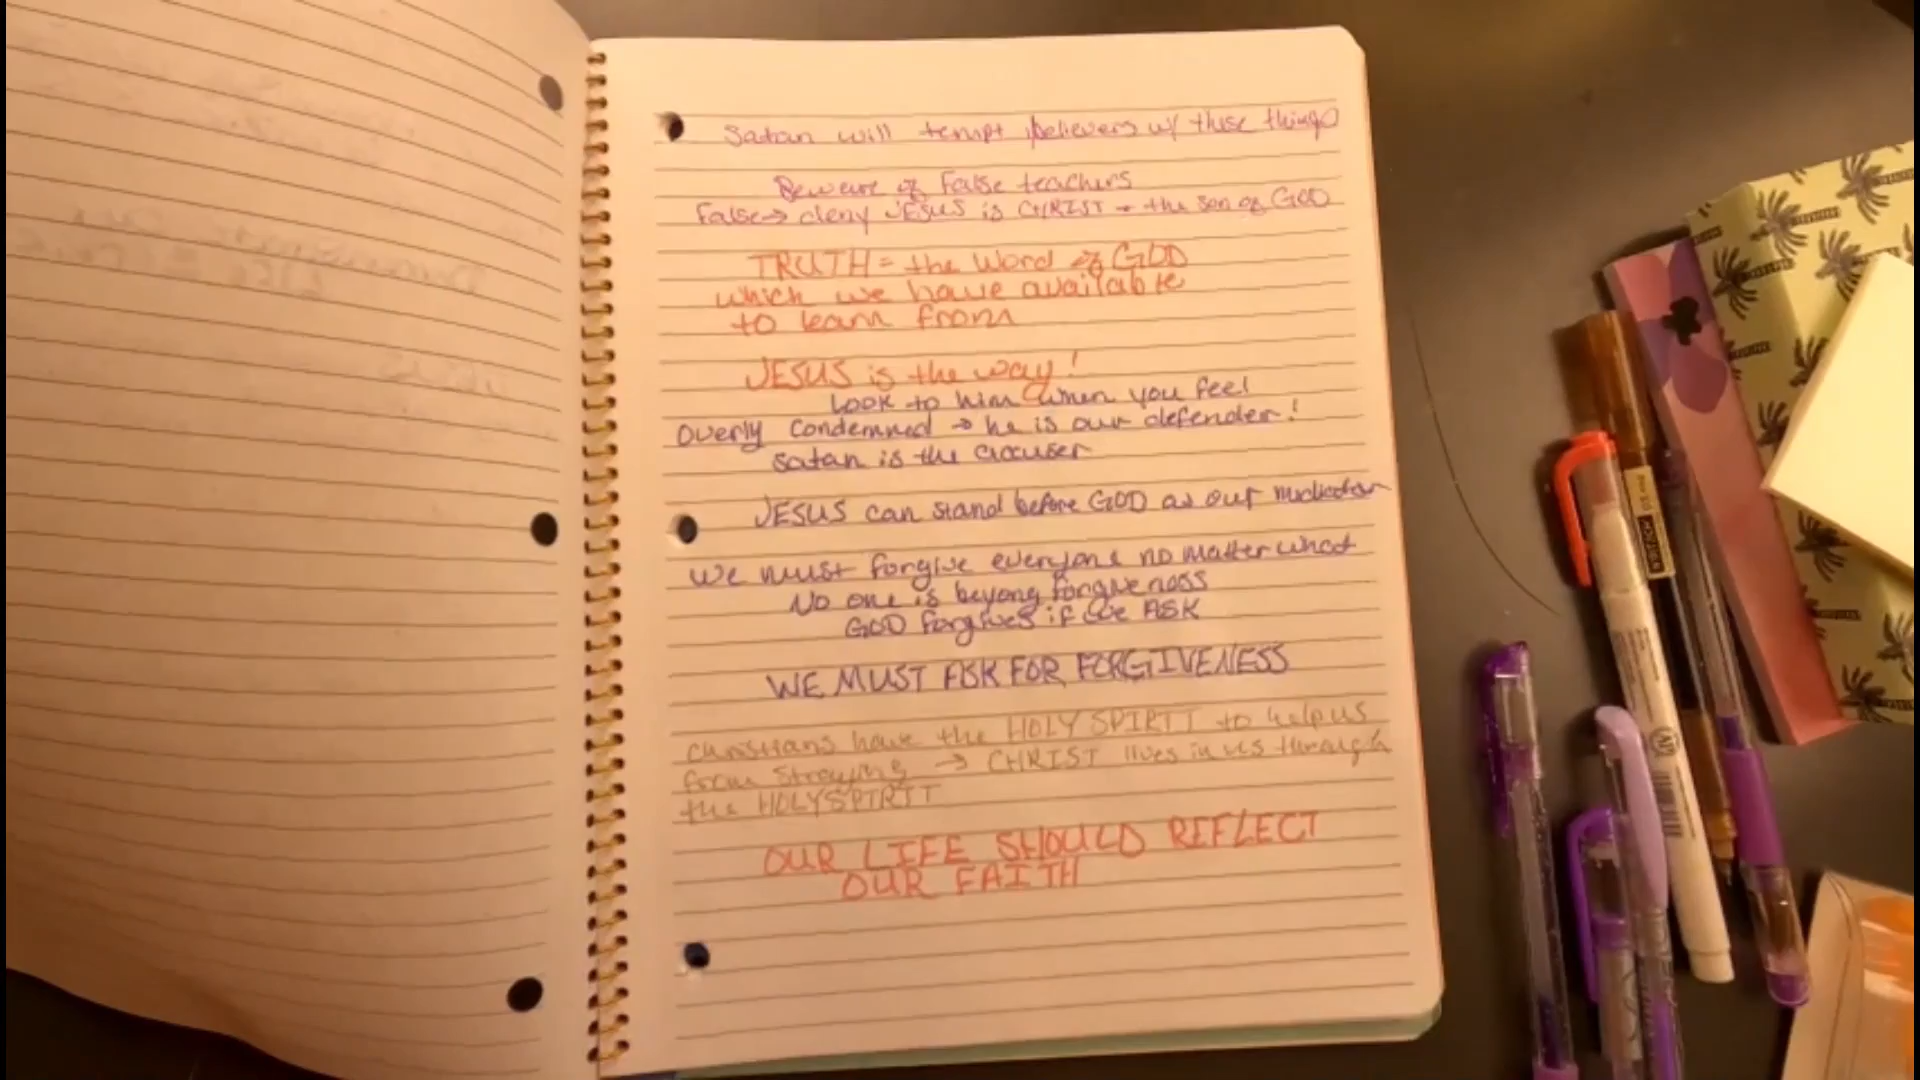 Satan will tempt believers w/ these things
Beware of False teachers
False → deny JESUS is CHRIST + the son of GOD
TRUTH = the Word of GOD
which we have available
to learn from
JESUS is the way!
Look to him when you feel
overly condemned → he is our defender!
Satan is the accuser
JESUS can stand before GOD as our
we must forgive everyone no matter what
No one is beyong forgiveness
GOD forgives if we ASK
WE MUST ASK FOR FORGIVENESS
Christians have the HOLY SPIRIT to help us
from straying → CHRIST lives in us through
the HOLY SPIRIT
OUR LIFE SHOULD REFLECT
OUR FAITH